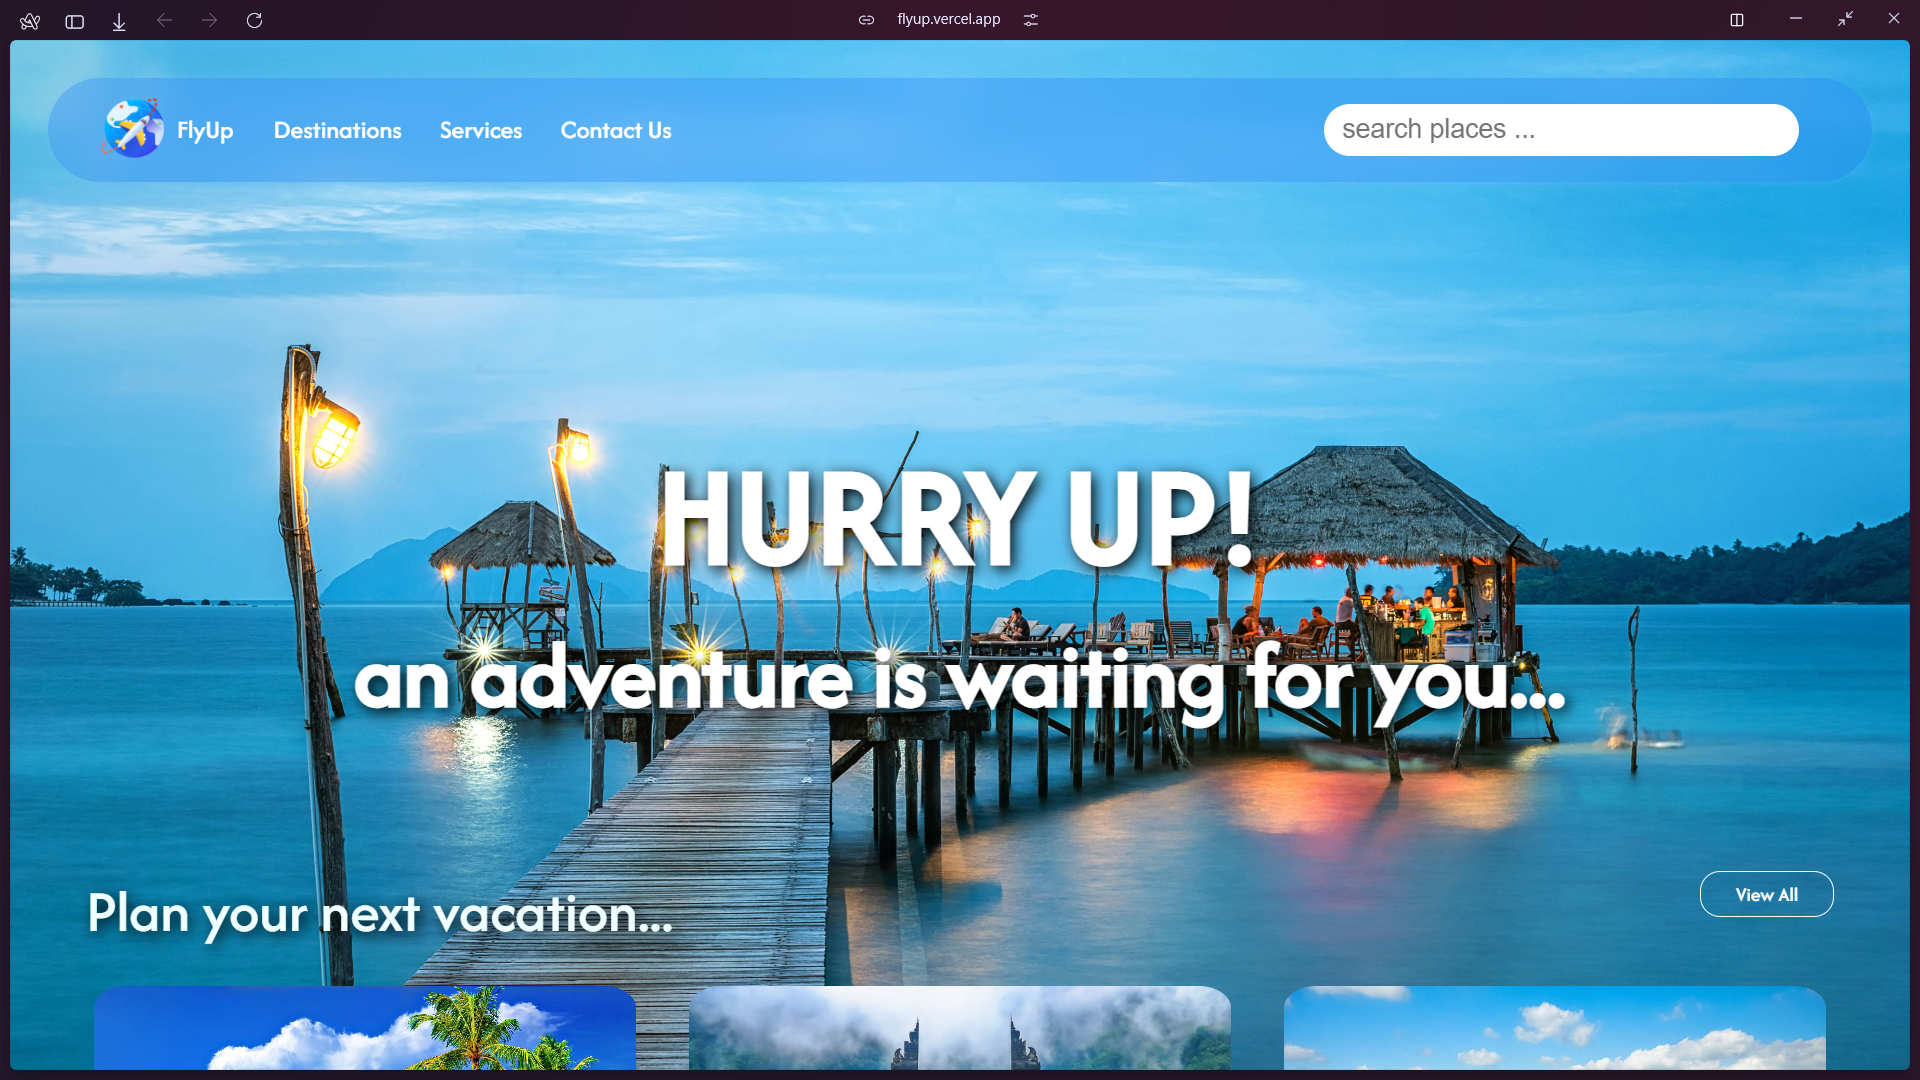 flyup.vercel.app
FlyUp Destinations Services Contact Us
search places ...
HURRY UP!
an adventure is waiting for you...
View All
Plan your next vacation...